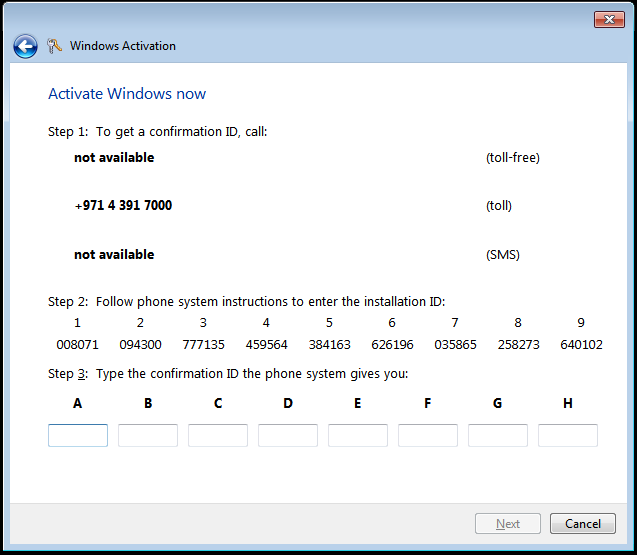 Windows Activation
Activate Windows now
Step 1: To get a confirmation ID, call:
not available (toll-free)
+971 4 391 7000 (toll)
not available (SMS)
Step 2: Follow phone system instructions to enter the installation ID:
1 2 3 4 5 6 7 8 9
008071 094300 777135 459564 384163 626196 035865 258273 640102
Step 3: Type the confirmation ID the phone system gives you:
A B C D E F G H
Next Cancel